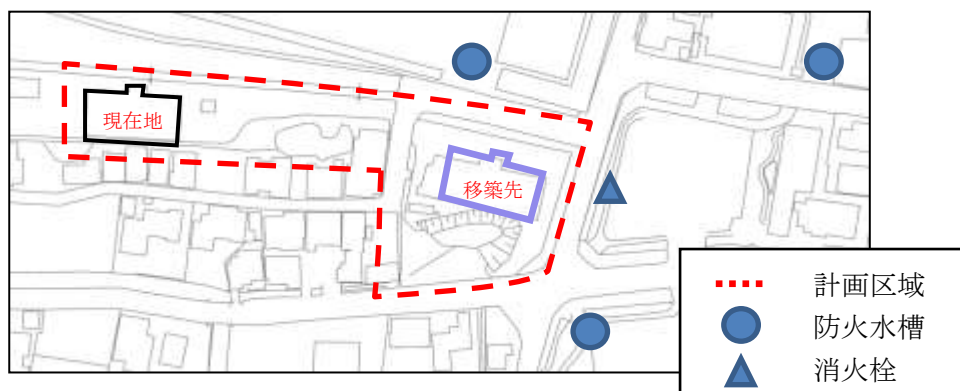 現在地
移築先
計画区域
防火水槽
消火栓